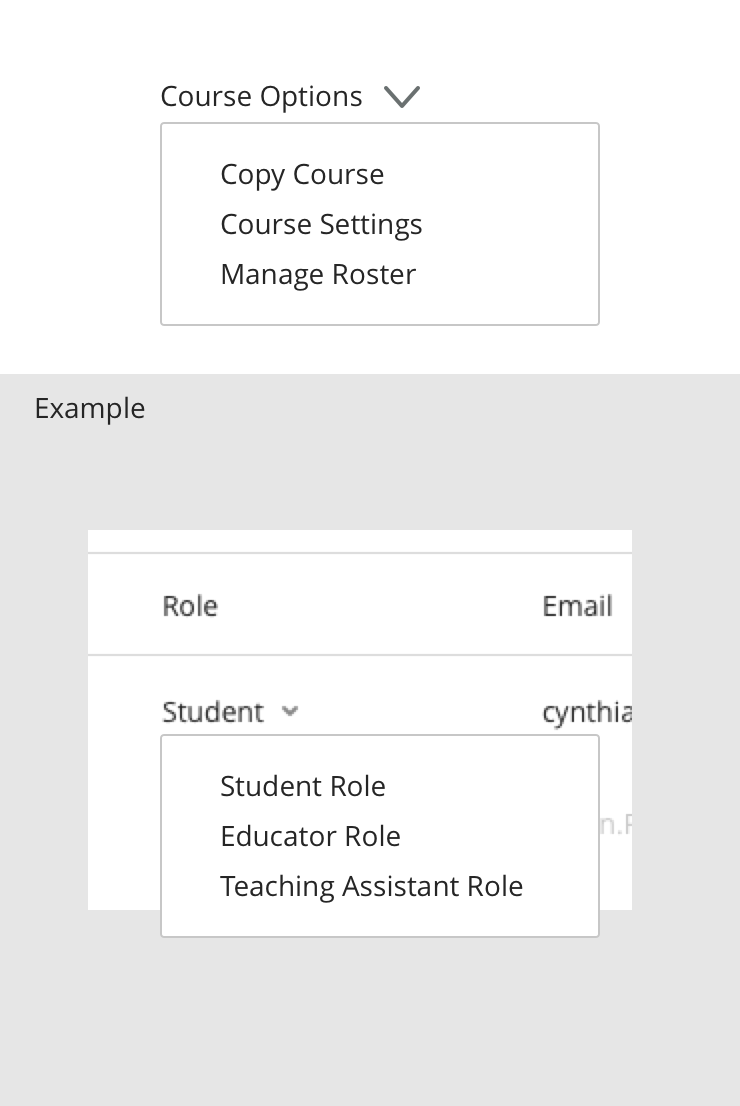 Course Options
Copy Course
Course Settings
Manage Roster
Example
Role Email
Student cynthia
Student Role
n.F
Educator Role
Teaching Assistant Role